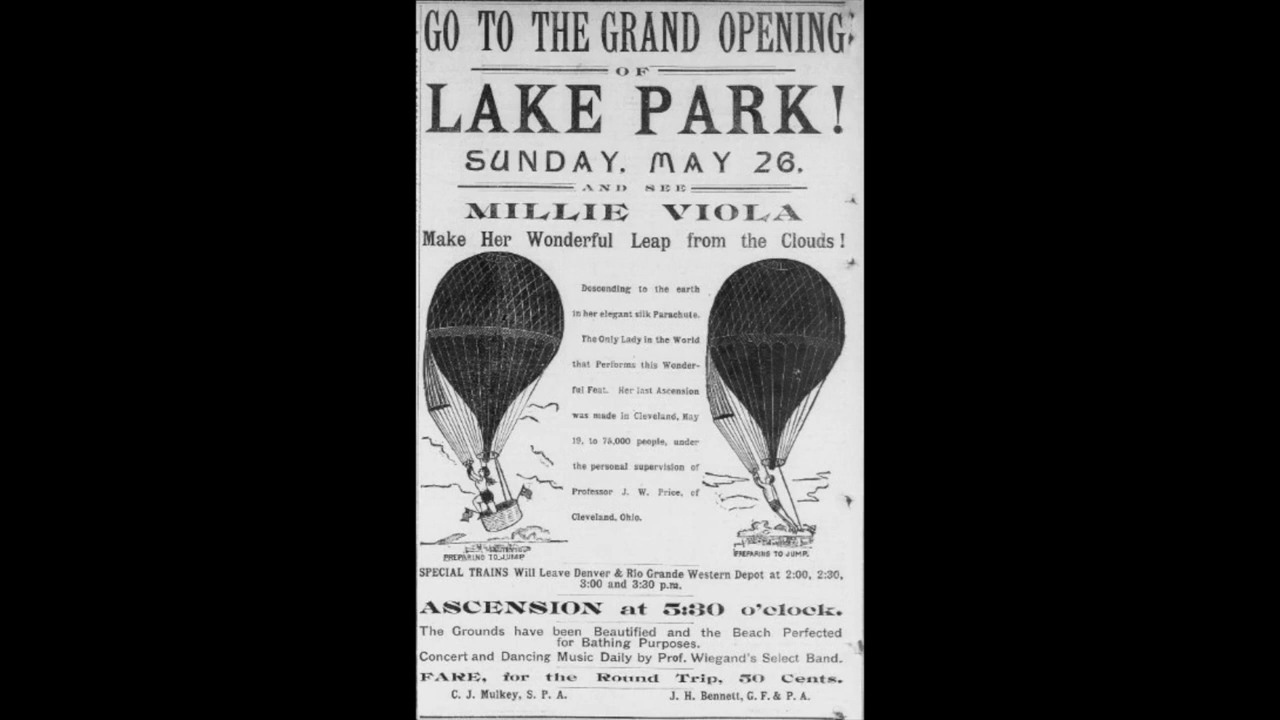 GO TO THE GRAND OPENING
OF
LAKE PARK!
SUNDAY, MAY 26,
AND SEE
MILLIE VIOLA
Make Her Wonderful Leap from the Clouds!
Descending to the earth
in her elegant silk Parachute.
The Only Lady in the World
that Performs this Wonder-
ful Feat. Her last Ascension
was made in Cleveland, May
19, to 75,000 people, under
the personal supervision of
Professor J. W. Price, of
Cleveland, Ohio.
PREPARING TO JUMP
PREPARING TO JUMP.
SPECIAL TRAINS Will Leave Denver & Rio Grande Western Depot at 2:00, 2:30,
3:00 and 3:30 p.m.
ASCENSION at 5:30 o'clock.
The Grounds have been Beautified and the Beach Perfected
for Bathing Purposes.
Concert and Dancing Music Daily by Prof. Wiegand's Select Band.
FARE, for the Round Trip, 50 Cents.
C. J. Mulkey, S. P. A.
J. H. Bennett, G. F. & P. A.